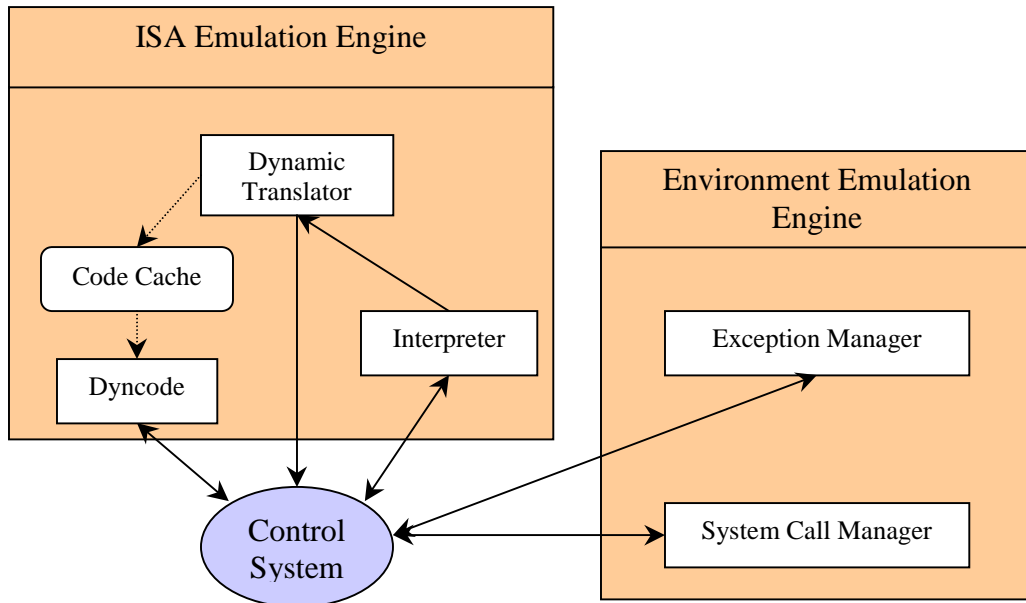 ISA Emulation Engine
Dynamic
Translator
Environment Emulation
Engine
Code Cache
Interpreter
Exception Manager
Dyncode
Control
System
System Call Manager